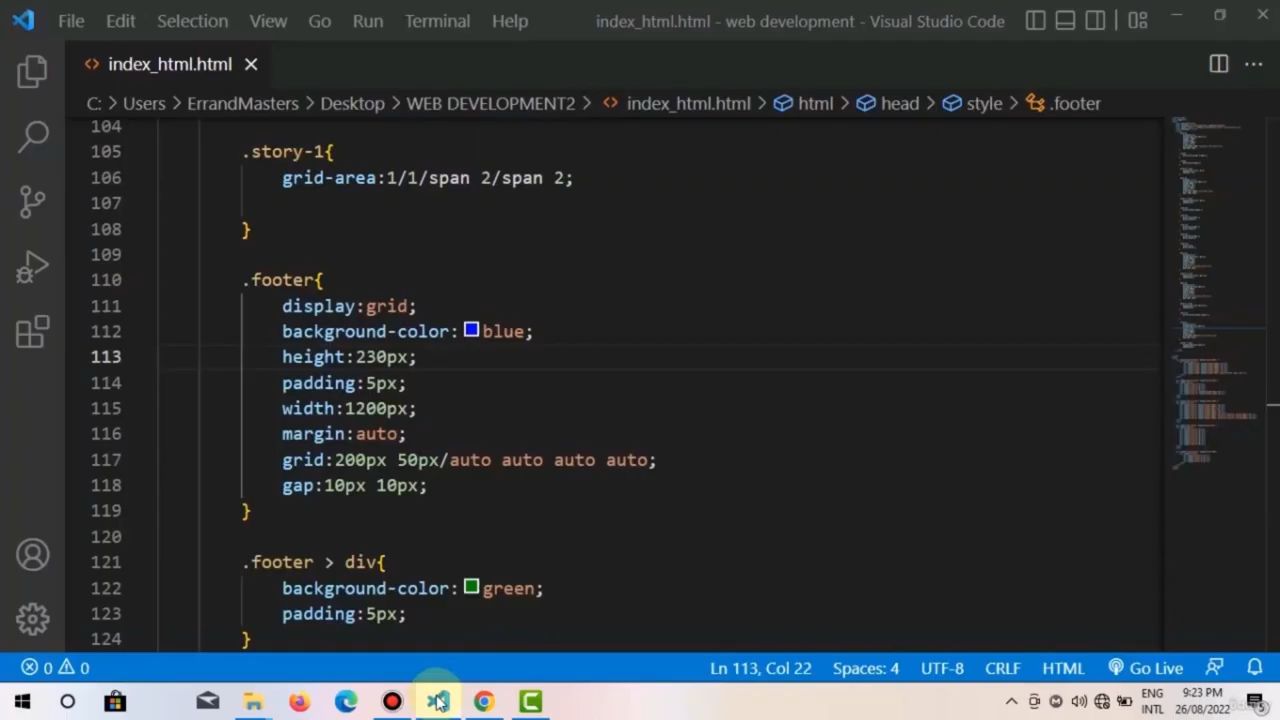 File Edit Selection View Go Run Terminal Help index_html.html - web development - Visual Studio Code
index_html.html
C: > Users > ErrandMasters > Desktop > WEB DEVELOPMENT2 > index_html.html > html > head > style > .footer
104
105 .story-1{
106 grid-area:1/1/span 2/span 2;
107
108 }
109
110 .footer{
111 display:grid;
112 background-color: blue;
113 height:230px;
114 padding:5px;
115 width:1200px;
116 margin:auto;
117 grid:200px 50px/auto auto auto auto;
118 gap:10px 10px;
119 }
120
121 .footer > div{
122 background-color: green;
123 padding:5px;
124 }
0 0 Ln 113, Col 22 Spaces: 4 UTF-8 CRLF HTML Go Live
ENG 9:23 PM
INTL 26/08/2022 5